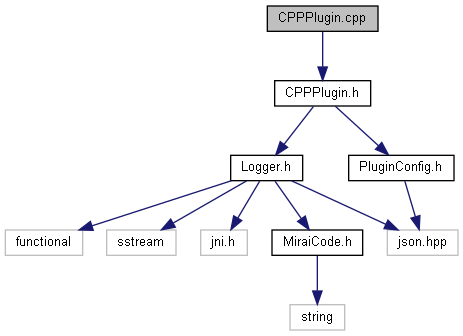 CPPPlugin.cpp
CPPPlugin.h
Logger.h
PluginConfig.h
functional
sstream
jni.h
MiraiCode.h
json.hpp
string